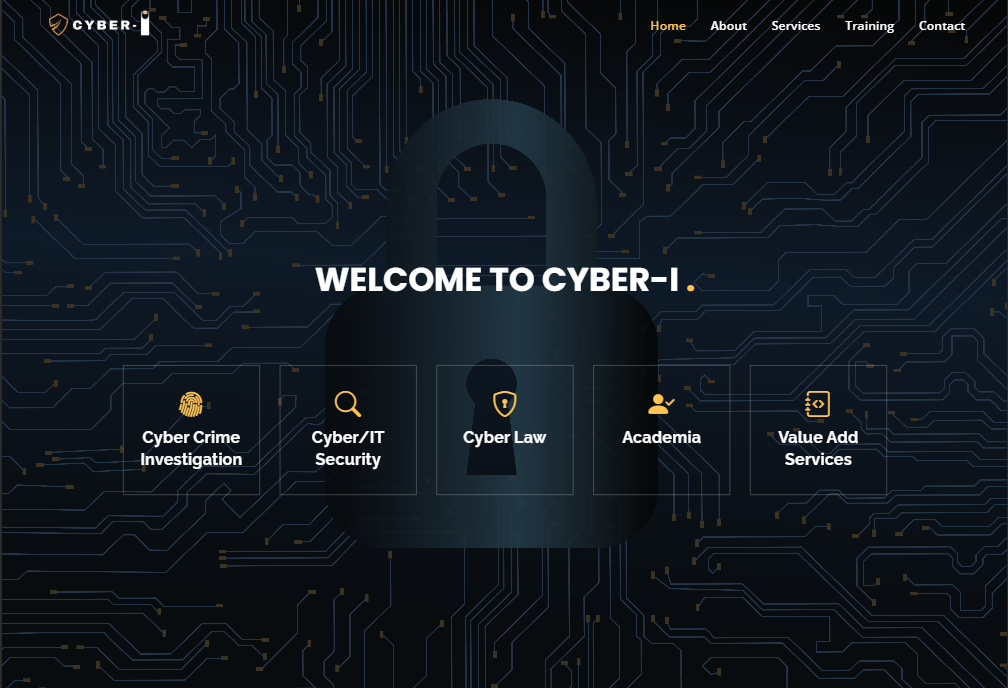 CYBER-i
Home About Services Training Contact
WELCOME TO CYBER-I .
Cyber Crime
Investigation
Cyber/IT
Security
Cyber Law
Academia
Value Add
Services